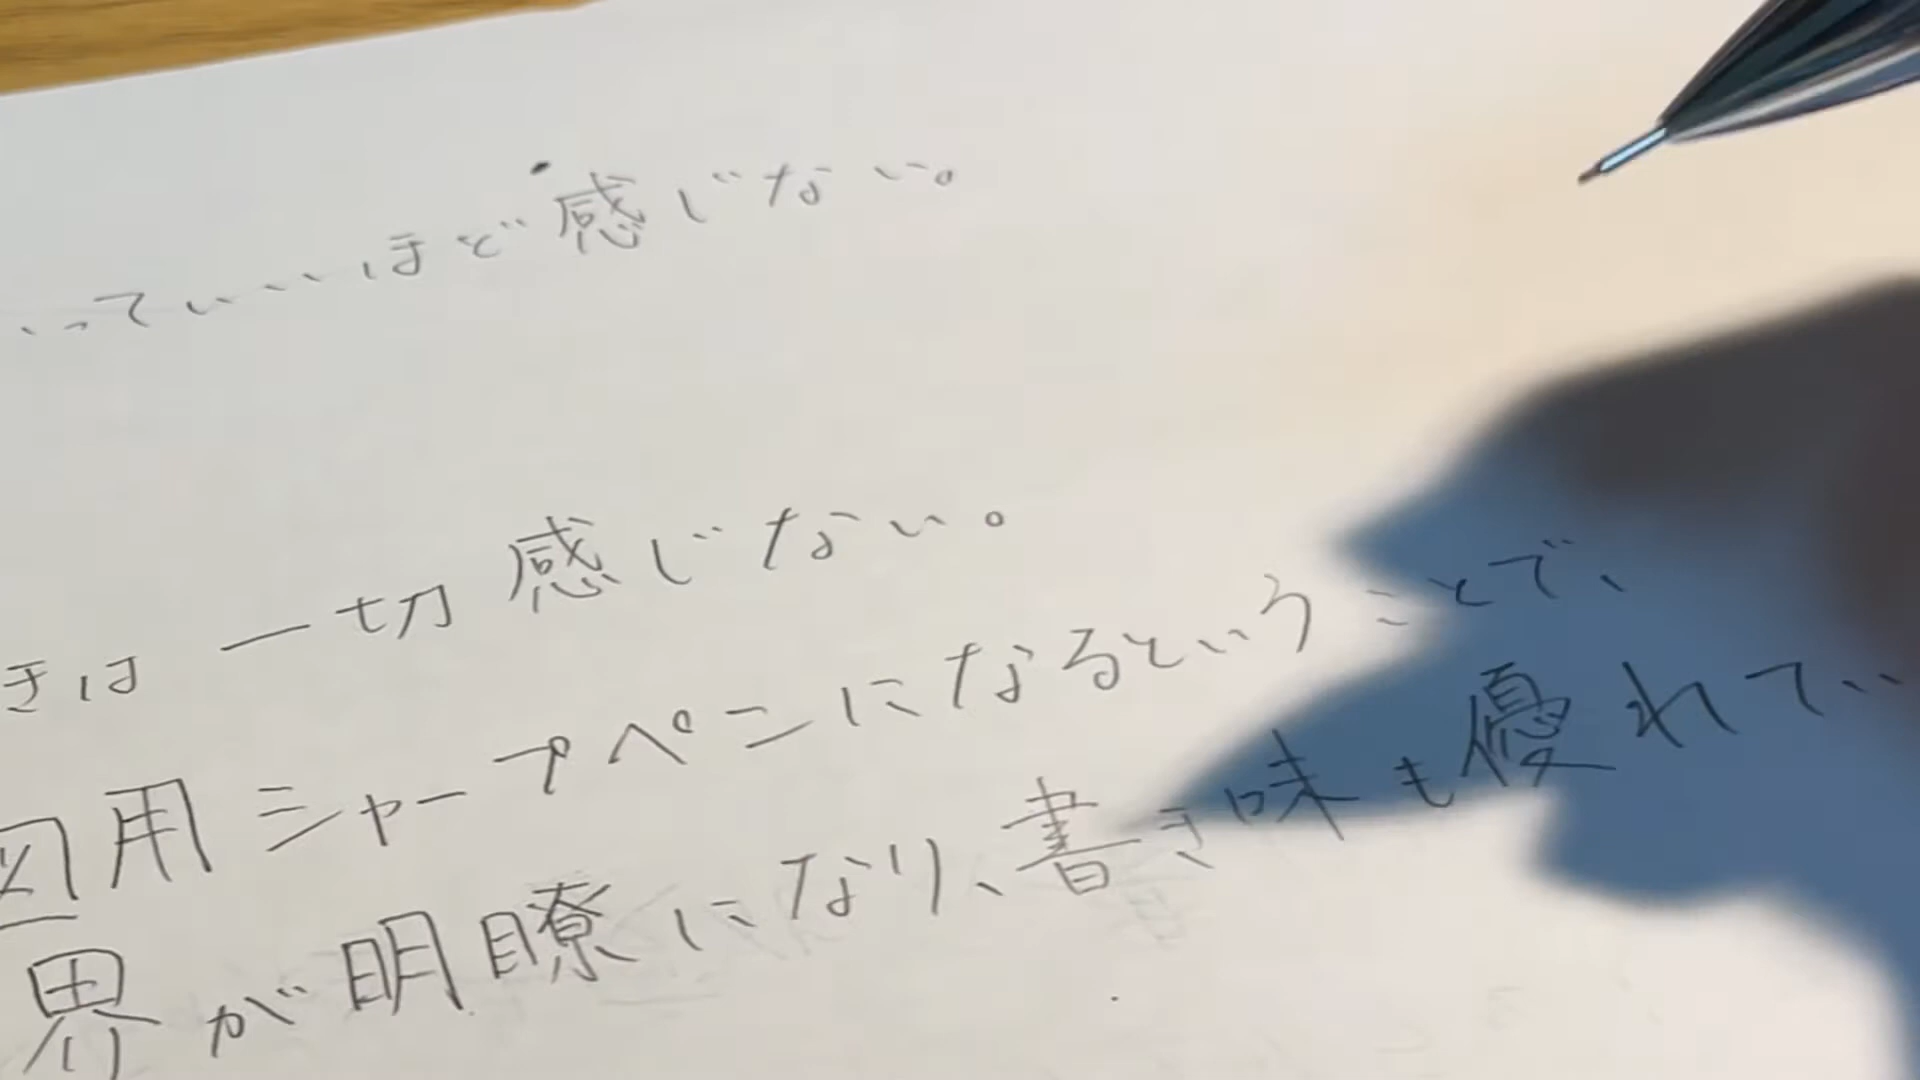 いっていいほど感じない。
きは一切感じない。
図用シャープペンになるということで、
界が明瞭になり、書き味も優れてい